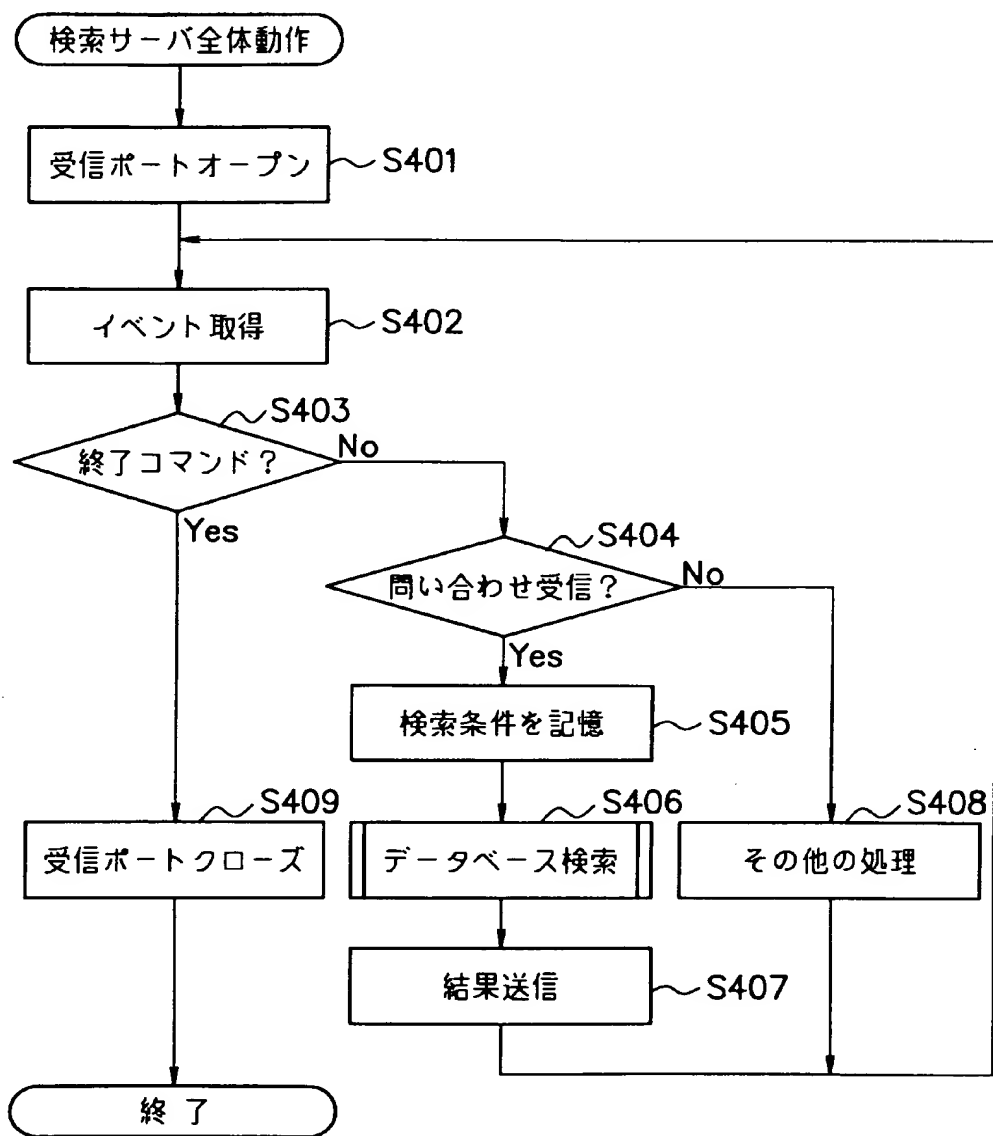 検索サーバ全体動作
受信ポートオープン
S401
イベント取得
S402
S403
終了コマンド?
No
Yes
S404
問い合わせ受信?
No
Yes
検索条件を記憶
S405
S409
受信ポートクローズ
S406
データベース検索
S408
その他の処理
結果送信
S407
終了